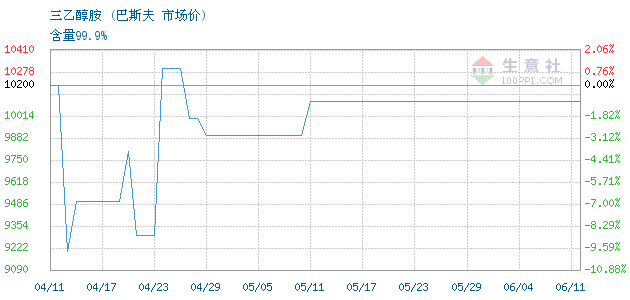 三乙醇胺 (巴斯夫 市场价)
含量99.9%
生意社
100PPI.COM
10410 2.06%
10278 0.76%
10200 0.00%
10014 -1.82%
9882 -3.12%
9750 -4.41%
9618 -5.71%
9486 -7.00%
9354 -8.29%
9222 -9.59%
9090 -10.88%
04/11 04/17 04/23 04/29 05/05 05/11 05/17 05/23 05/29 06/04 06/11